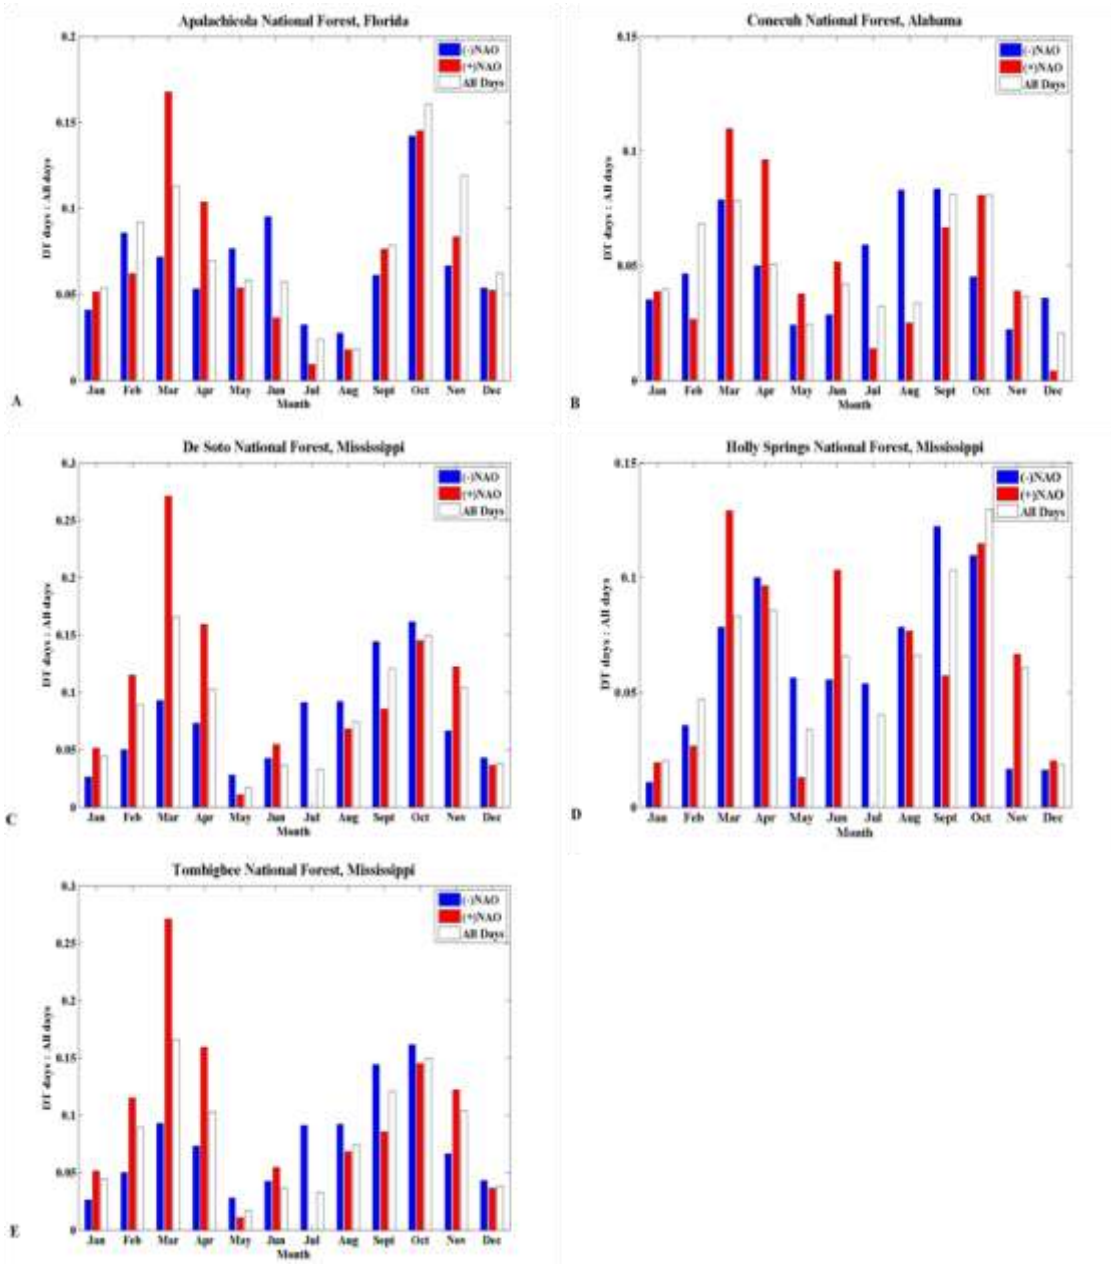 Apalachicola National Forest, Florida
0.2
0.15
0.1
0.05
0
DT days : All days
(-)NAO
(+)NAO
All Days
Jan Feb Mar Apr May Jun Jul Aug Sept Oct Nov Dec
Month
A
Conecuh National Forest, Alabama
0.15
0.1
0.05
0
DT days : All days
(-)NAO
(+)NAO
All Days
Jan Feb Mar Apr May Jun Jul Aug Sept Oct Nov Dec
Month
B
De Soto National Forest, Mississippi
0.3
0.25
0.2
0.15
0.1
0.05
0
DT days : All days
(-)NAO
(+)NAO
All Days
Jan Feb Mar Apr May Jun Jul Aug Sept Oct Nov Dec
Month
C
Holly Springs National Forest, Mississippi
0.15
0.1
0.05
0
DT days : All days
(-)NAO
(+)NAO
All Days
Jan Feb Mar Apr May Jun Jul Aug Sept Oct Nov Dec
Month
D
Tombigbee National Forest, Mississippi
0.3
0.25
0.2
0.15
0.1
0.05
0
DT days : All days
(-)NAO
(+)NAO
All Days
Jan Feb Mar Apr May Jun Jul Aug Sept Oct Nov Dec
Month
E